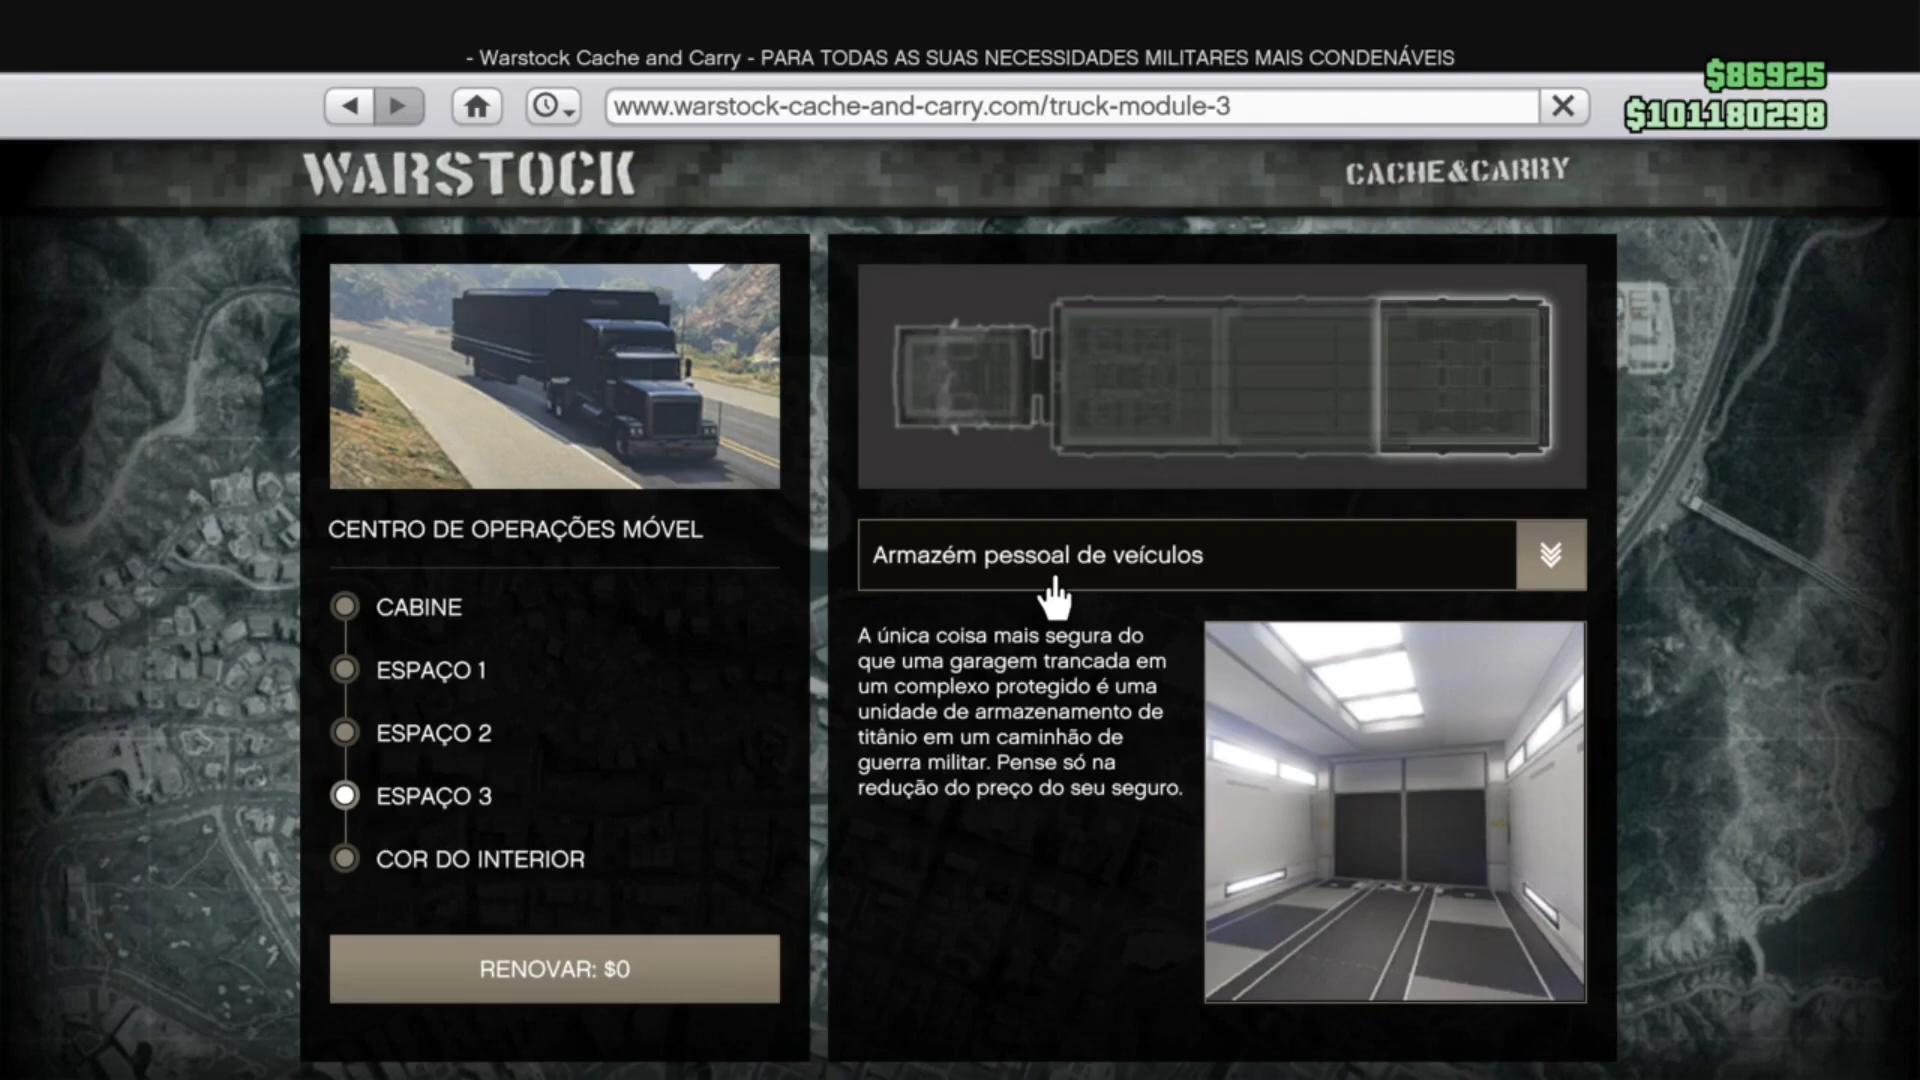 - Warstock Cache and Carry - PARA TODAS AS SUAS NECESSIDADES MILITARES MAIS CONDENÁVEIS
$86925
www.warstock-cache-and-carry.com/truck-module-3
$101180298
WARSTOCK
CACHE&CARRY
CENTRO DE OPERAÇÕES MÓVEL
CABINE
ESPAÇO 1
ESPAÇO 2
ESPAÇO 3
COR DO INTERIOR
RENOVAR: $0
Armazém pessoal de veículos
A única coisa mais segura do
que uma garagem trancada em
um complexo protegido é uma
unidade de armazenamento de
titânio em um caminhão de
guerra militar. Pense só na
redução do preço do seu seguro.